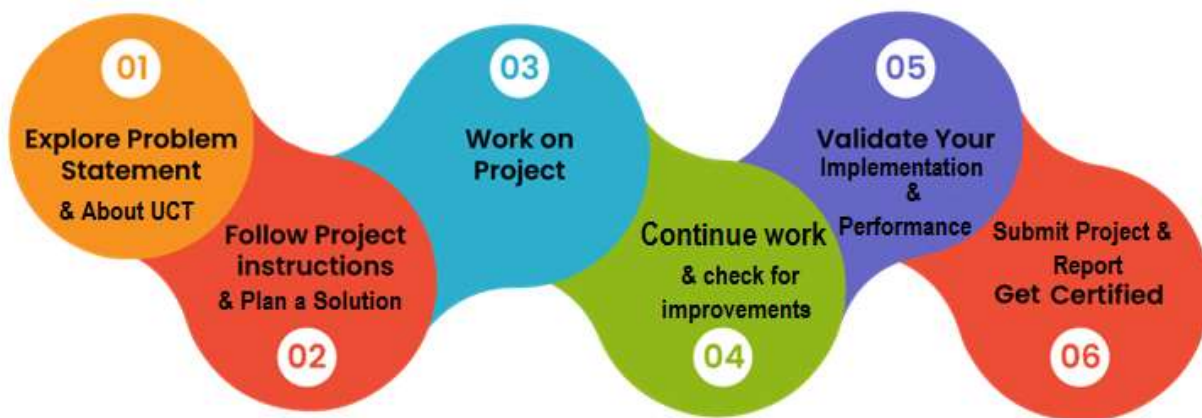 01
Explore Problem
Statement
& About UCT
Follow Project
instructions
& Plan a Solution
02
03
Work on
Project
Continue work
& check for
improvements
04
05
Validate Your
Implementation
&
Performance
Submit Project &
Report
Get Certified
06